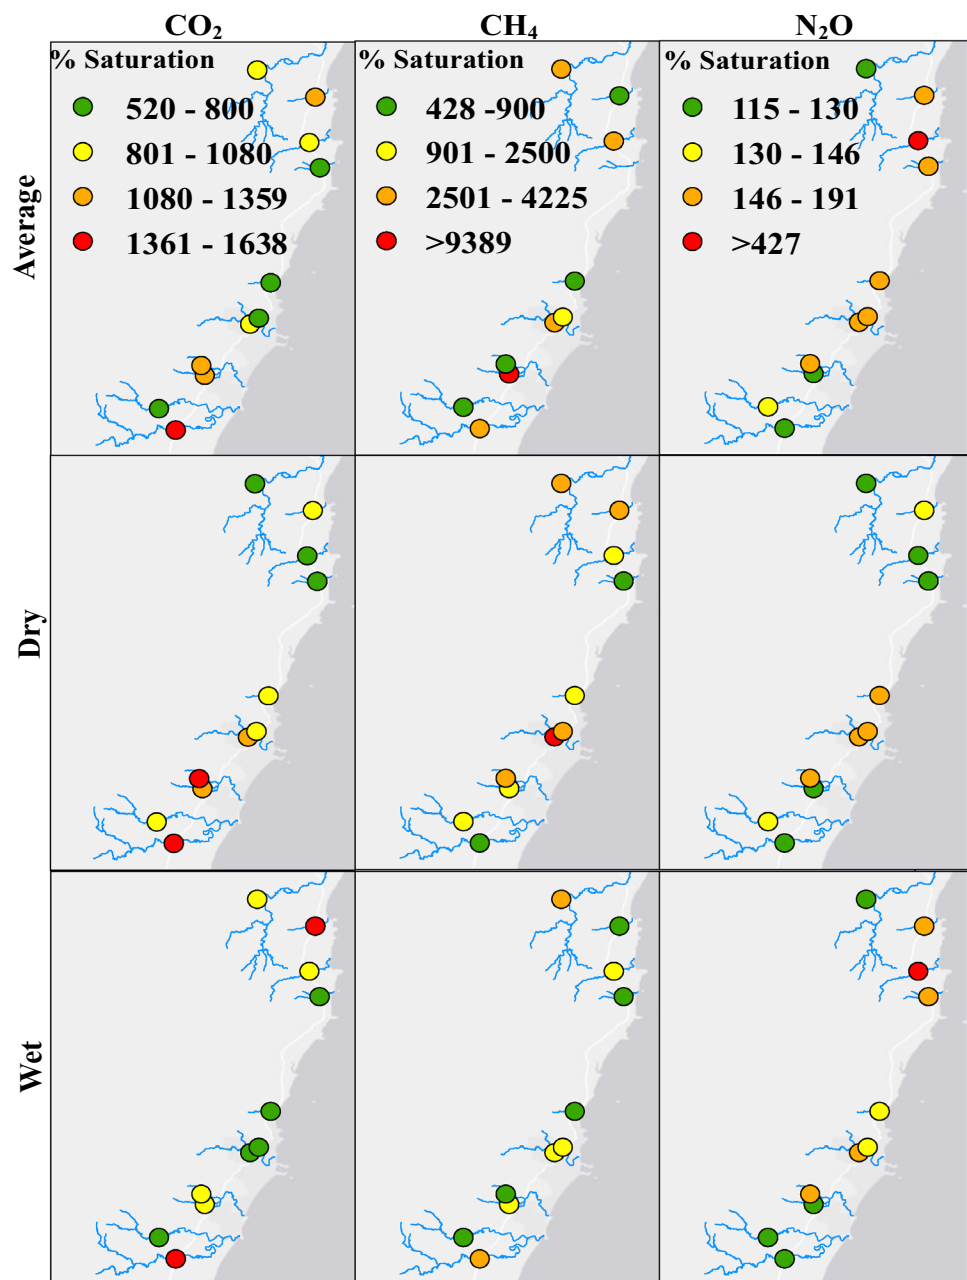 CO₂ CH₄ N₂O
% Saturation % Saturation % Saturation
520 - 800 428 -900 115 - 130
801 - 1080 901 - 2500 130 - 146
1080 - 1359 2501 - 4225 146 - 191
1361 - 1638 >9389 >427
Average
Dry
Wet